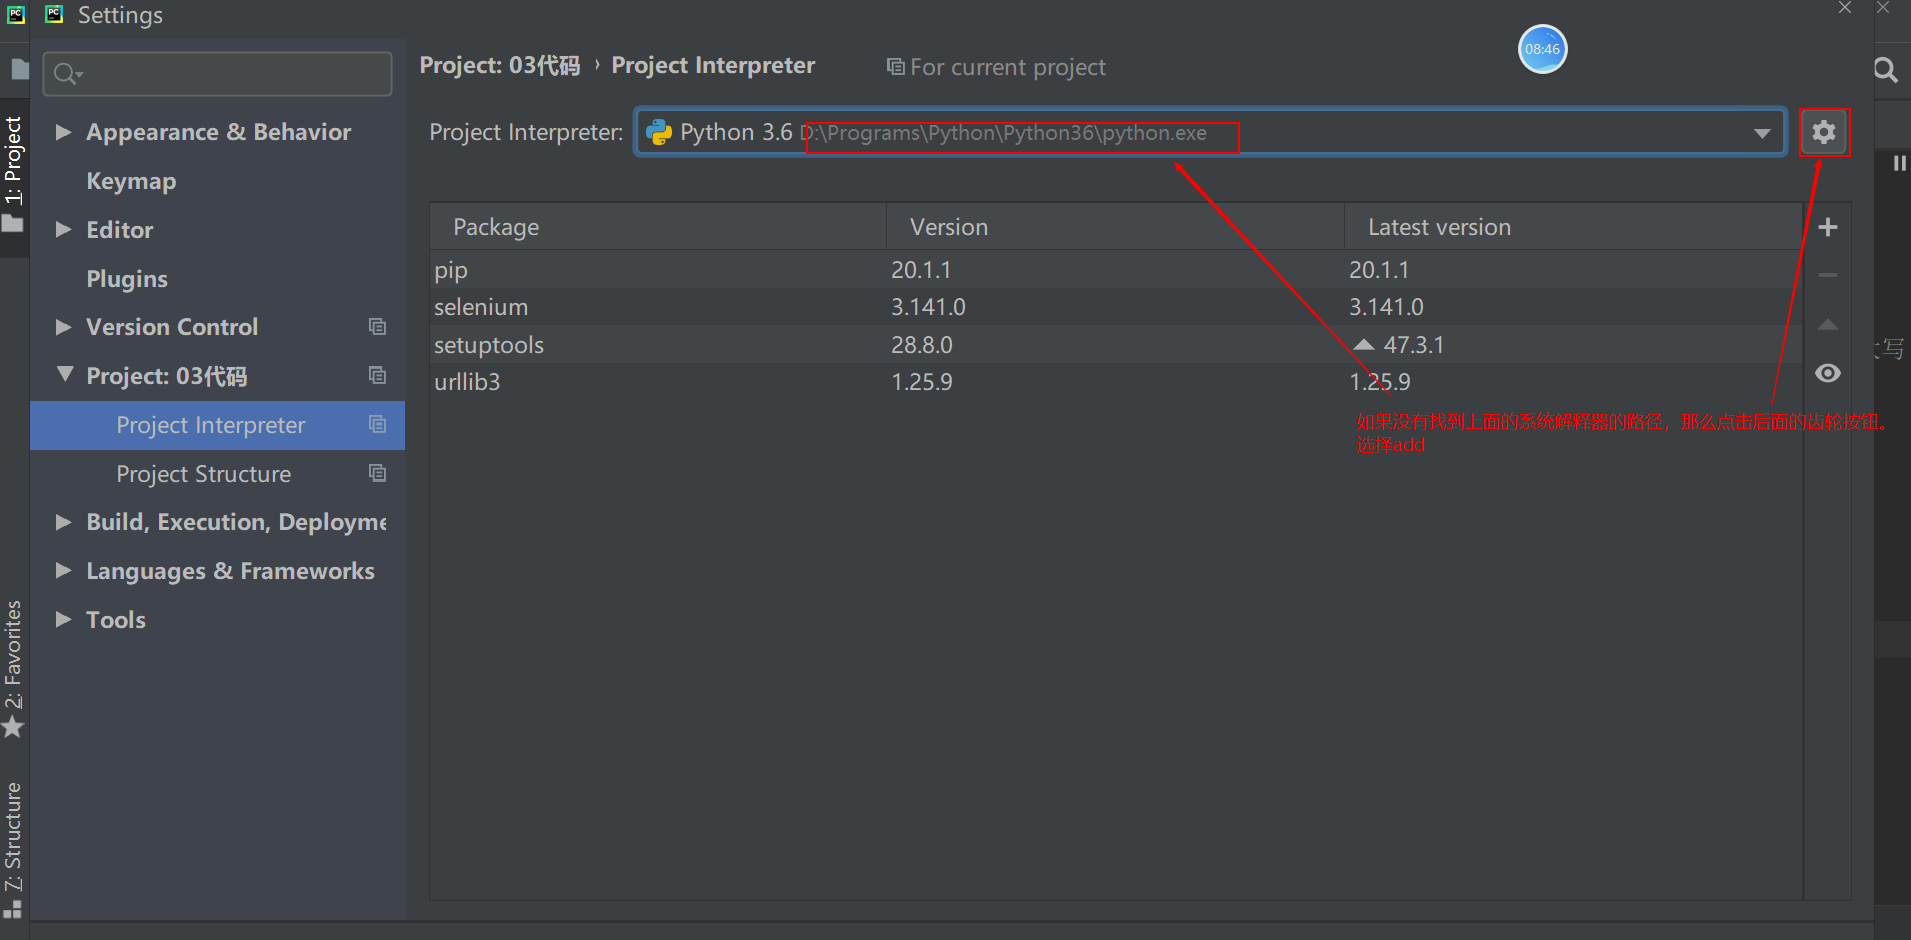 Settings
08:46
Project: 03代码 › Project Interpreter
For current project
Project Interpreter:
Python 3.6 D:\Programs\Python\Python36\python.exe
Appearance & Behavior
Keymap
Editor
Plugins
Version Control
Project: 03代码
Project Interpreter
Project Structure
Build, Execution, Deployme
Languages & Frameworks
Tools
Package Version Latest version
pip 20.1.1 20.1.1
selenium 3.141.0 3.141.0
setuptools 28.8.0 47.3.1
urllib3 1.25.9 1.25.9
如果没有找到上面的系统解释器的路径，那么点击后面的齿轮按钮。
选择add
1: Project
2: Favorites
7: Structure
写